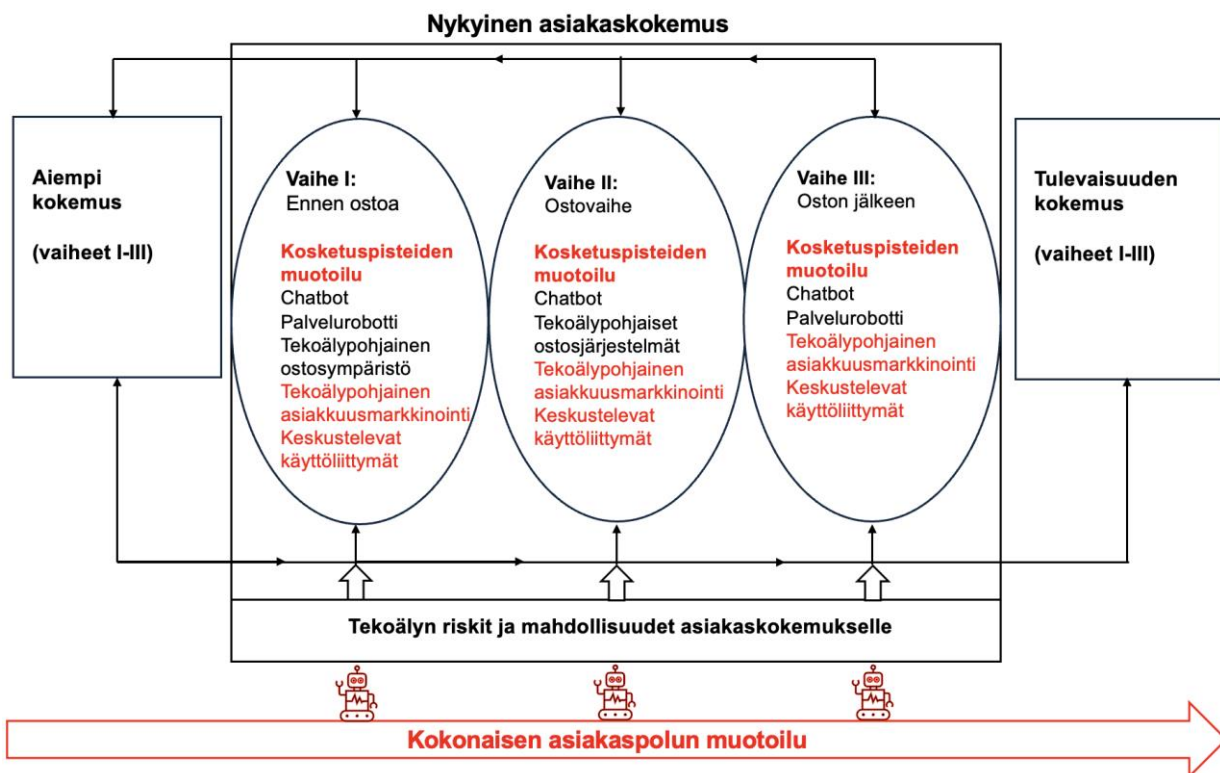 Nykyinen asiakaskokemus
Aiempi
kokemus
(vaiheet I-III)
Vaihe I:
Ennen ostoa
Kosketuspisteiden
muotoilu
Chatbot
Palvelurobotti
Tekoälypohjainen
ostosympäristö
Tekoälypohjainen
asiakkuusmarkkinointi
Keskustelevat
käyttöliittymät
Vaihe II:
Ostovaihe
Kosketuspisteiden
muotoilu
Chatbot
Tekoälypohjaiset
ostosjärjestelmät
Tekoälypohjainen
asiakkuusmarkkinointi
Keskustelevat
käyttöliittymät
Vaihe III:
Oston jälkeen
Kosketuspisteiden
muotoilu
Chatbot
Palvelurobotti
Tekoälypohjainen
asiakkuusmarkkinointi
Keskustelevat
käyttöliittymät
Tulevaisuuden
kokemus
(vaiheet I-III)
Tekoälyn riskit ja mahdollisuudet asiakaskokemukselle
Kokonaisen asiakaspolun muotoilu